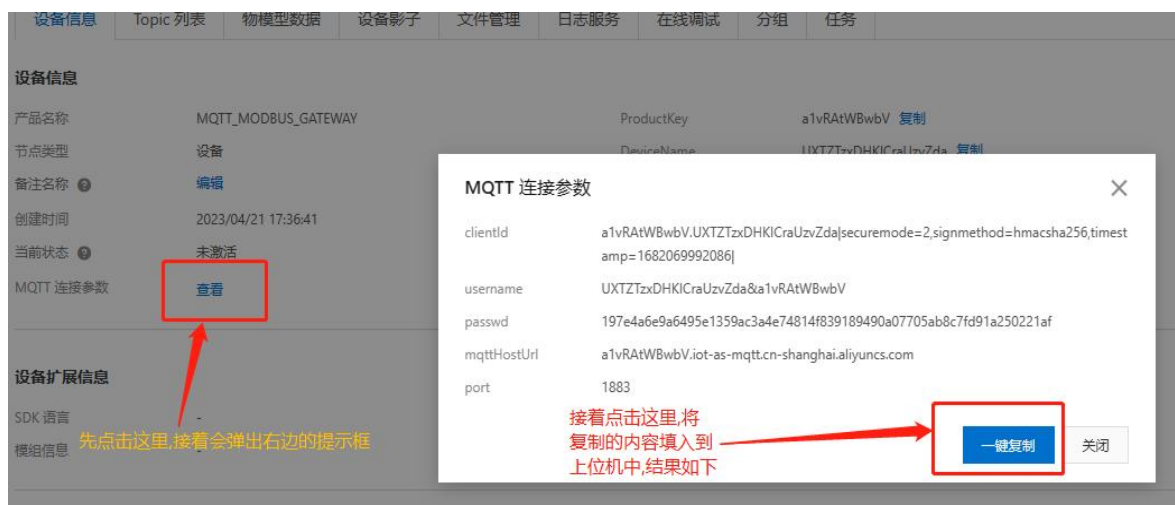 设备信息 Topic 列表 物模型数据 设备影子 文件管理 日志服务 在线调试 分组 任务
设备信息
产品名称 MQTT_MODBUS_GATEWAY ProductKey a1vRAtWBwbV 复制
节点类型 设备 DeviceName UXTZTzxDHKICraUzvZda 复制
备注名称 编辑
创建时间 2023/04/21 17:36:41
当前状态 未激活
MQTT 连接参数 查看
设备扩展信息
SDK 语言 -
模组信息 -
先点击这里,接着会弹出右边的提示框
MQTT 连接参数
clientId a1vRAtWBwbV.UXTZTzxDHKICraUzvZda|securemode=2,signmethod=hmacsha256,timest
amp=1682069992086|
username UXTZTzxDHKICraUzvZda&a1vRAtWBwbV
passwd 197e4a6e9a6495e1359ac3a4e74814f839189490a07705ab8c7fd91a250221af
mqttHostUrl a1vRAtWBwbV.iot-as-mqtt.cn-shanghai.aliyuncs.com
port 1883
接着点击这里,将
复制的内容填入到
上位机中,结果如下
一键复制 关闭